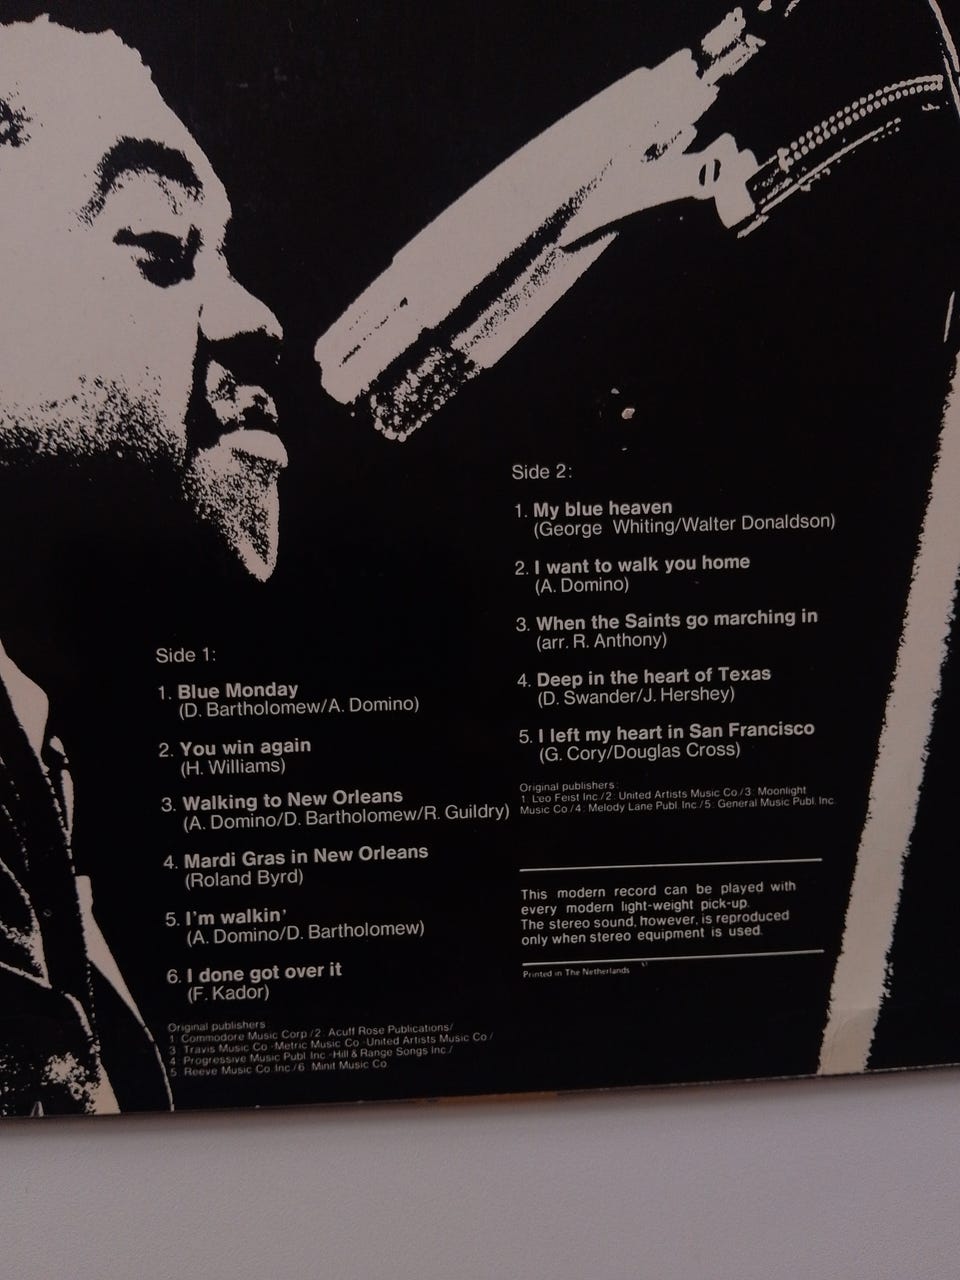 Side 1:
1. Blue Monday
(D. Bartholomew/A. Domino)
2. You win again
(H. Williams)
3. Walking to New Orleans
(A. Domino/D. Bartholomew/R. Guildry)
4. Mardi Gras in New Orleans
(Roland Byrd)
5. I'm walkin'
(A. Domino/D. Bartholomew)
6. I done got over it
(F. Kador)
Original publishers:
1: Commodore Music Corp./2: Acuff Rose Publications/
3: Travis Music Co-Metric Music Co-United Artists Music Co/
4: Progressive Music Publ. Inc-Hill & Range Songs Inc./
5: Reeve Music Co. Inc/6: Minit Music Co.
Side 2:
1. My blue heaven
(George Whiting/Walter Donaldson)
2. I want to walk you home
(A. Domino)
3. When the Saints go marching in
(arr. R. Anthony)
4. Deep in the heart of Texas
(D. Swander/J. Hershey)
5. I left my heart in San Francisco
(G. Cory/Douglas Cross)
Original publishers:
1: Leo Feist Inc./2: United Artists Music Co/3: Moonlight
Music Co/4: Melody Lane Publ. Inc/5: General Music Publ. Inc.
This modern record can be played with
every modern light-weight pick-up.
The stereo sound, however, is reproduced
only when stereo equipment is used.
Printed in The Netherlands